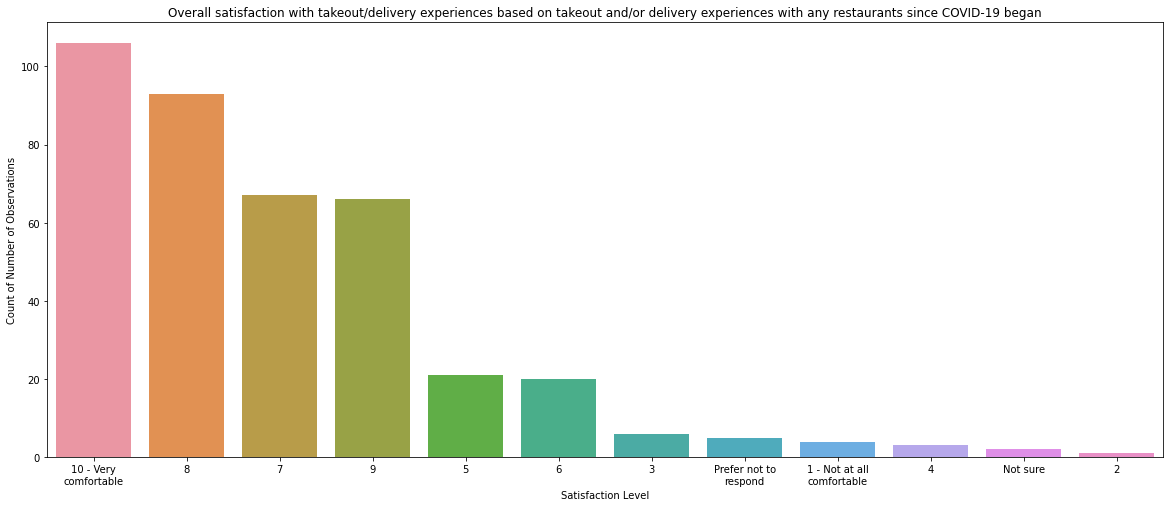 Overall satisfaction with takeout/delivery experiences based on takeout and/or delivery experiences with any restaurants since COVID-19 began
Count of Number of Observations
100
80
60
40
20
0
10 - Very
comfortable
8
7
9
5
6
3
Prefer not to
respond
1 - Not at all
comfortable
4
Not sure
2
Satisfaction Level